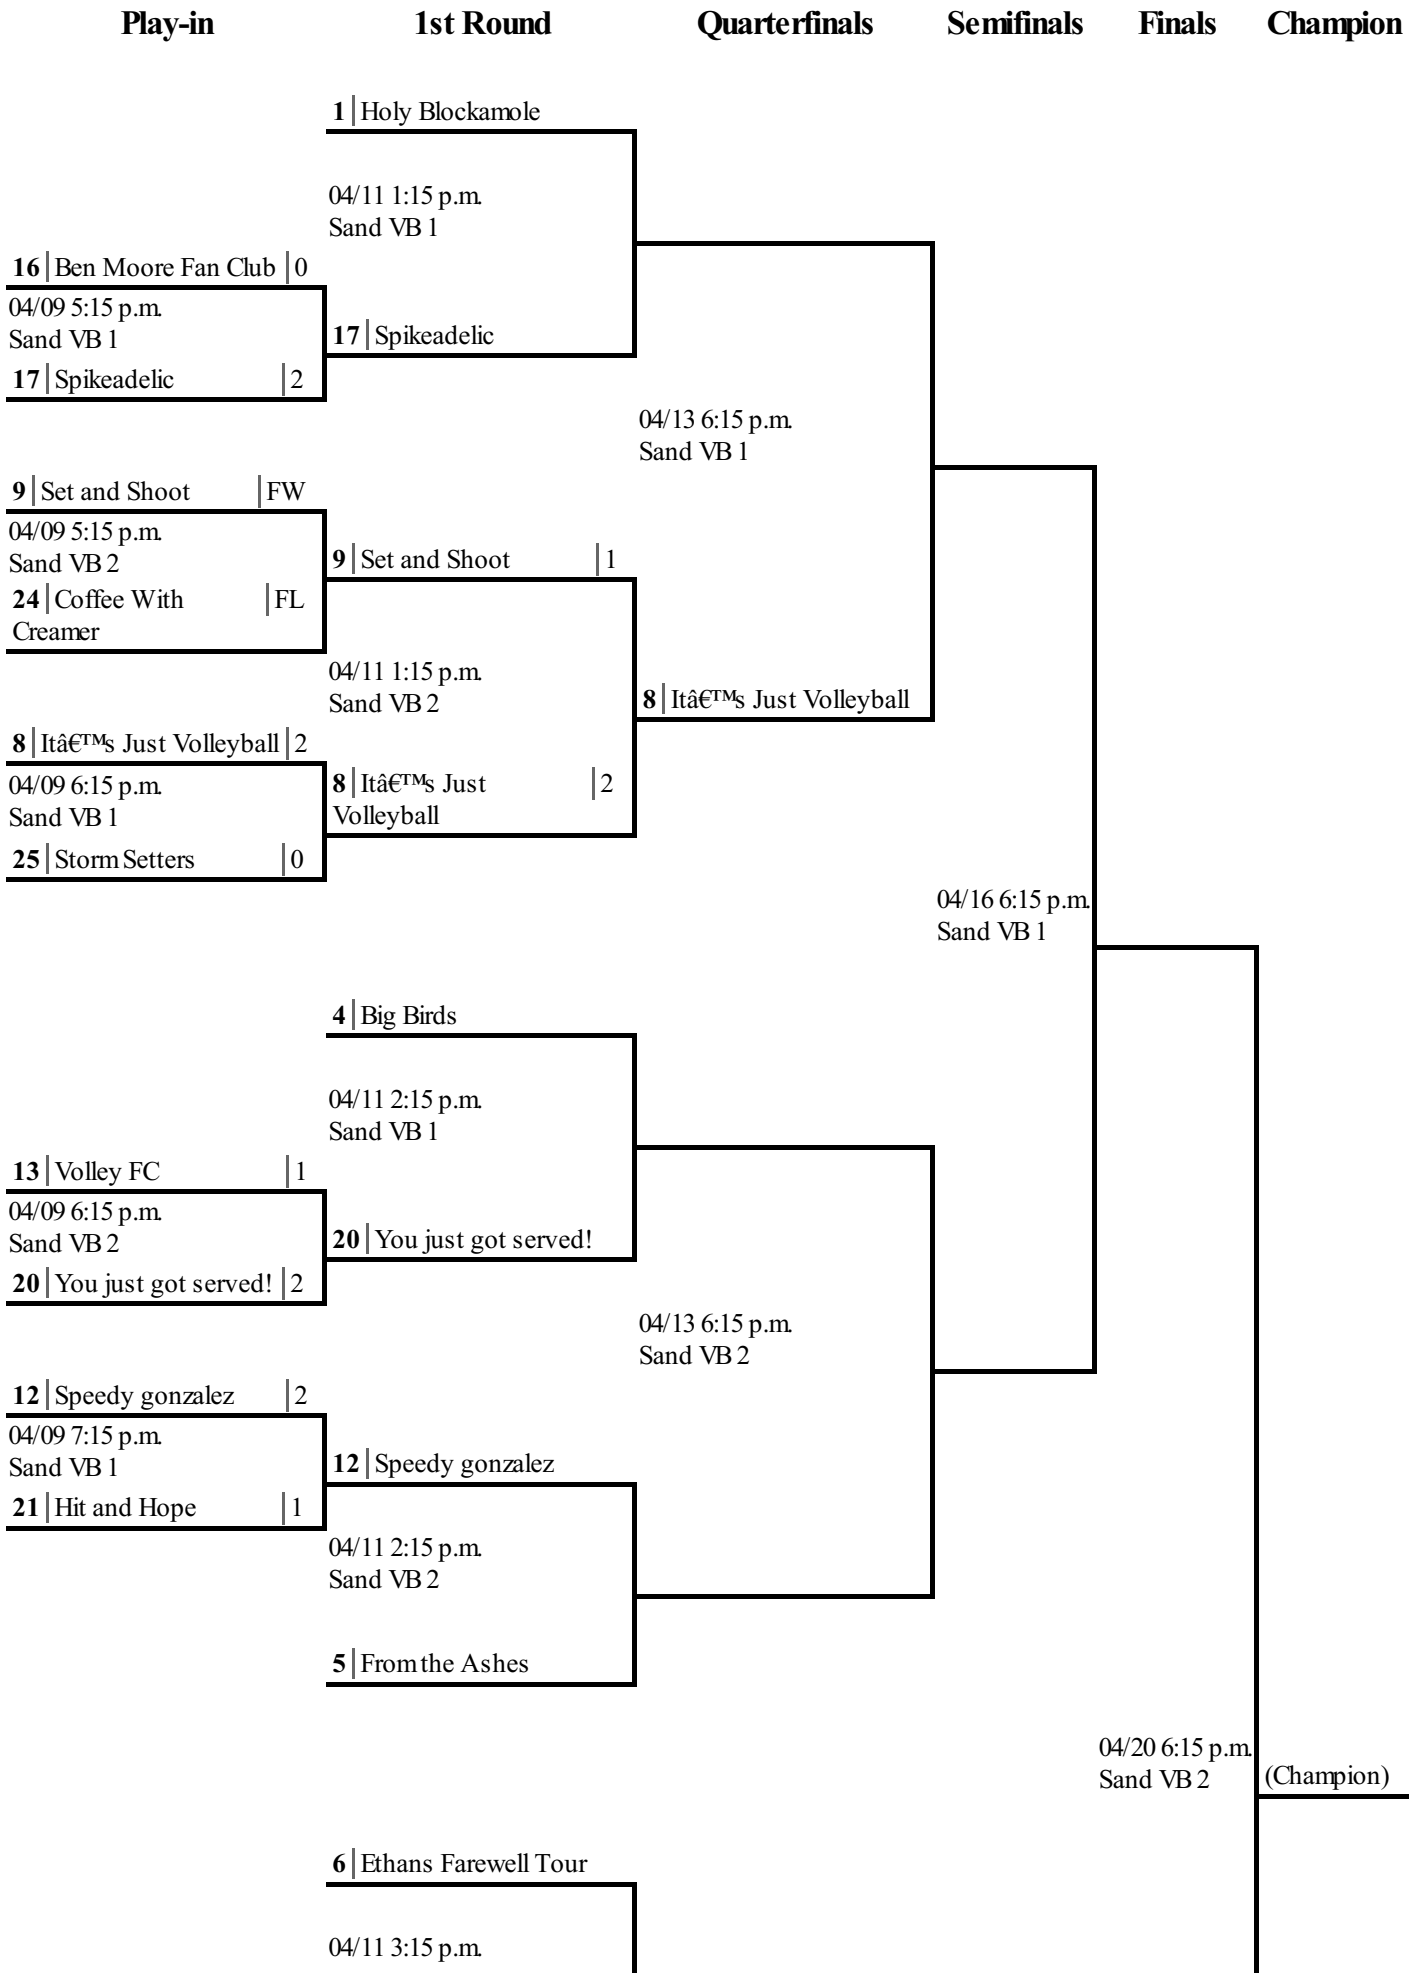 Play-in 1st Round Quarterfinals Semifinals Finals Champion
1 Holy Blockamole
04/11 1:15 p.m.
Sand VB 1
16 Ben Moore Fan Club 0
04/09 5:15 p.m.
Sand VB 1
17 Spikeadelic
17 Spikeadelic 2
04/13 6:15 p.m.
Sand VB 1
9 Set and Shoot FW
04/09 5:15 p.m.
Sand VB 2
9 Set and Shoot 1
24 Coffee With FL
Creamer
04/11 1:15 p.m.
Sand VB 2
8 Itâ€™s Just Volleyball
8 Itâ€™s Just Volleyball 2
04/09 6:15 p.m.
Sand VB 1
8 Itâ€™s Just 2
Volleyball
25 Storm Setters 0
04/16 6:15 p.m.
Sand VB 1
4 Big Birds
04/11 2:15 p.m.
Sand VB 1
13 Volley FC 1
04/09 6:15 p.m.
Sand VB 2
20 You just got served!
20 You just got served! 2
04/13 6:15 p.m.
Sand VB 2
12 Speedy gonzalez 2
04/09 7:15 p.m.
Sand VB 1
12 Speedy gonzalez
21 Hit and Hope 1
04/11 2:15 p.m.
Sand VB 2
5 From the Ashes
04/20 6:15 p.m.
Sand VB 2
(Champion)
6 Ethans Farewell Tour
04/11 3:15 p.m.